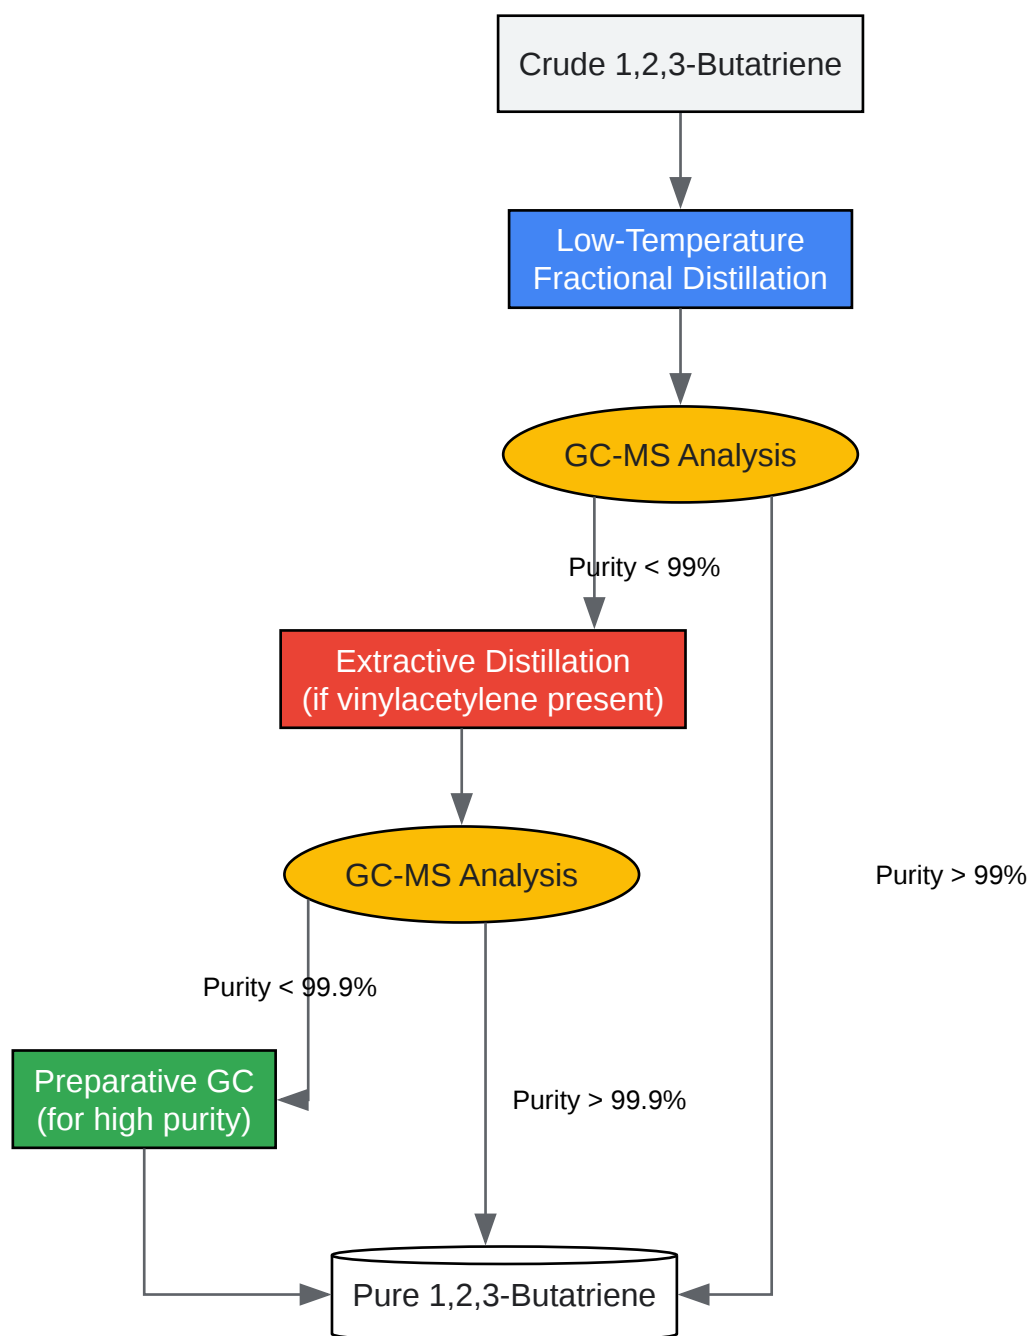 Crude 1,2,3-Butatriene
Low-Temperature
Fractional Distillation
GC-MS Analysis
Purity < 99%
Extractive Distillation
(if vinylacetylene present)
GC-MS Analysis
Purity > 99%
Purity < 99.9%
Preparative GC
(for high purity)
Purity > 99.9%
Pure 1,2,3-Butatriene